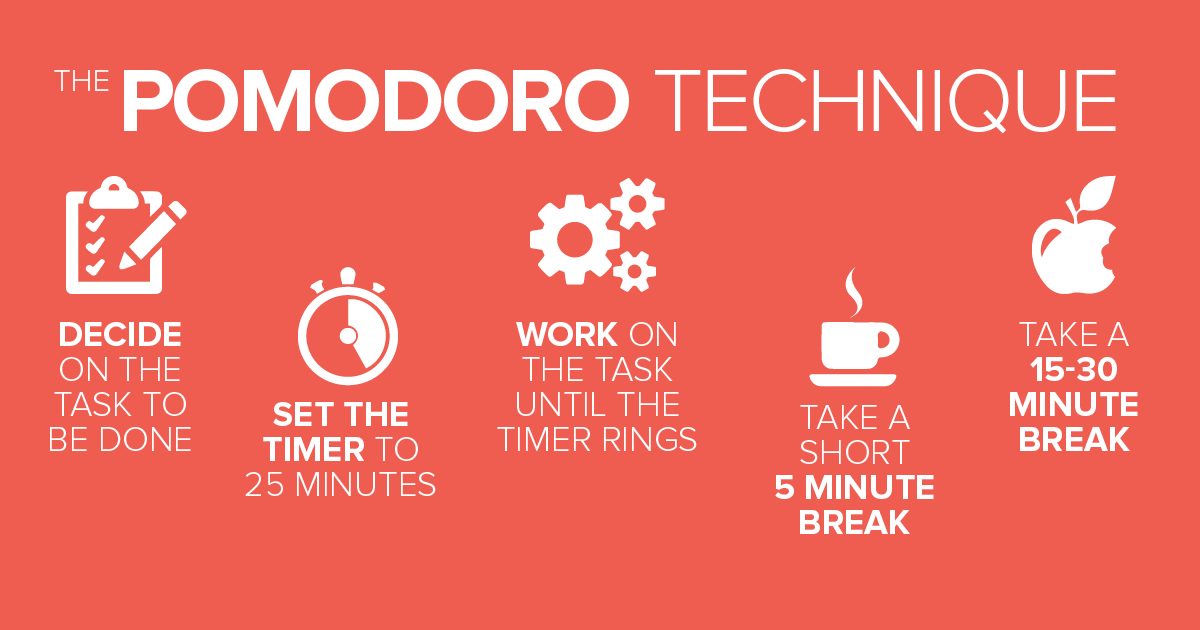 THE POMODORO TECHNIQUE
DECIDE
ON THE
TASK TO
BE DONE
SET THE
TIMER TO
25 MINUTES
WORK ON
THE TASK
UNTIL THE
TIMER RINGS
TAKE A
SHORT
5 MINUTE
BREAK
TAKE A
15-30
MINUTE
BREAK